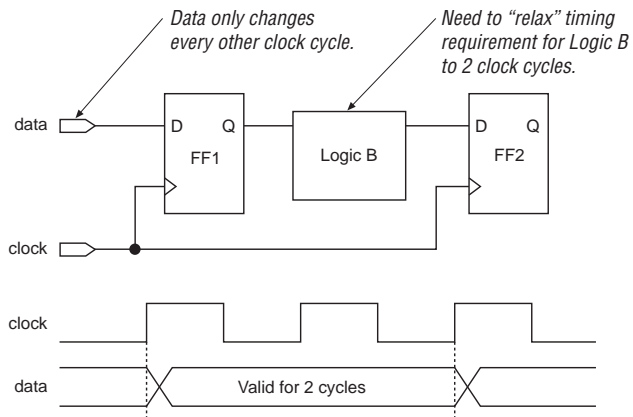 Data only changes
every other clock cycle.
Need to “relax” timing
requirement for Logic B
to 2 clock cycles.
data
D
Q
FF1
Logic B
D
Q
FF2
clock
clock
data
Valid for 2 cycles